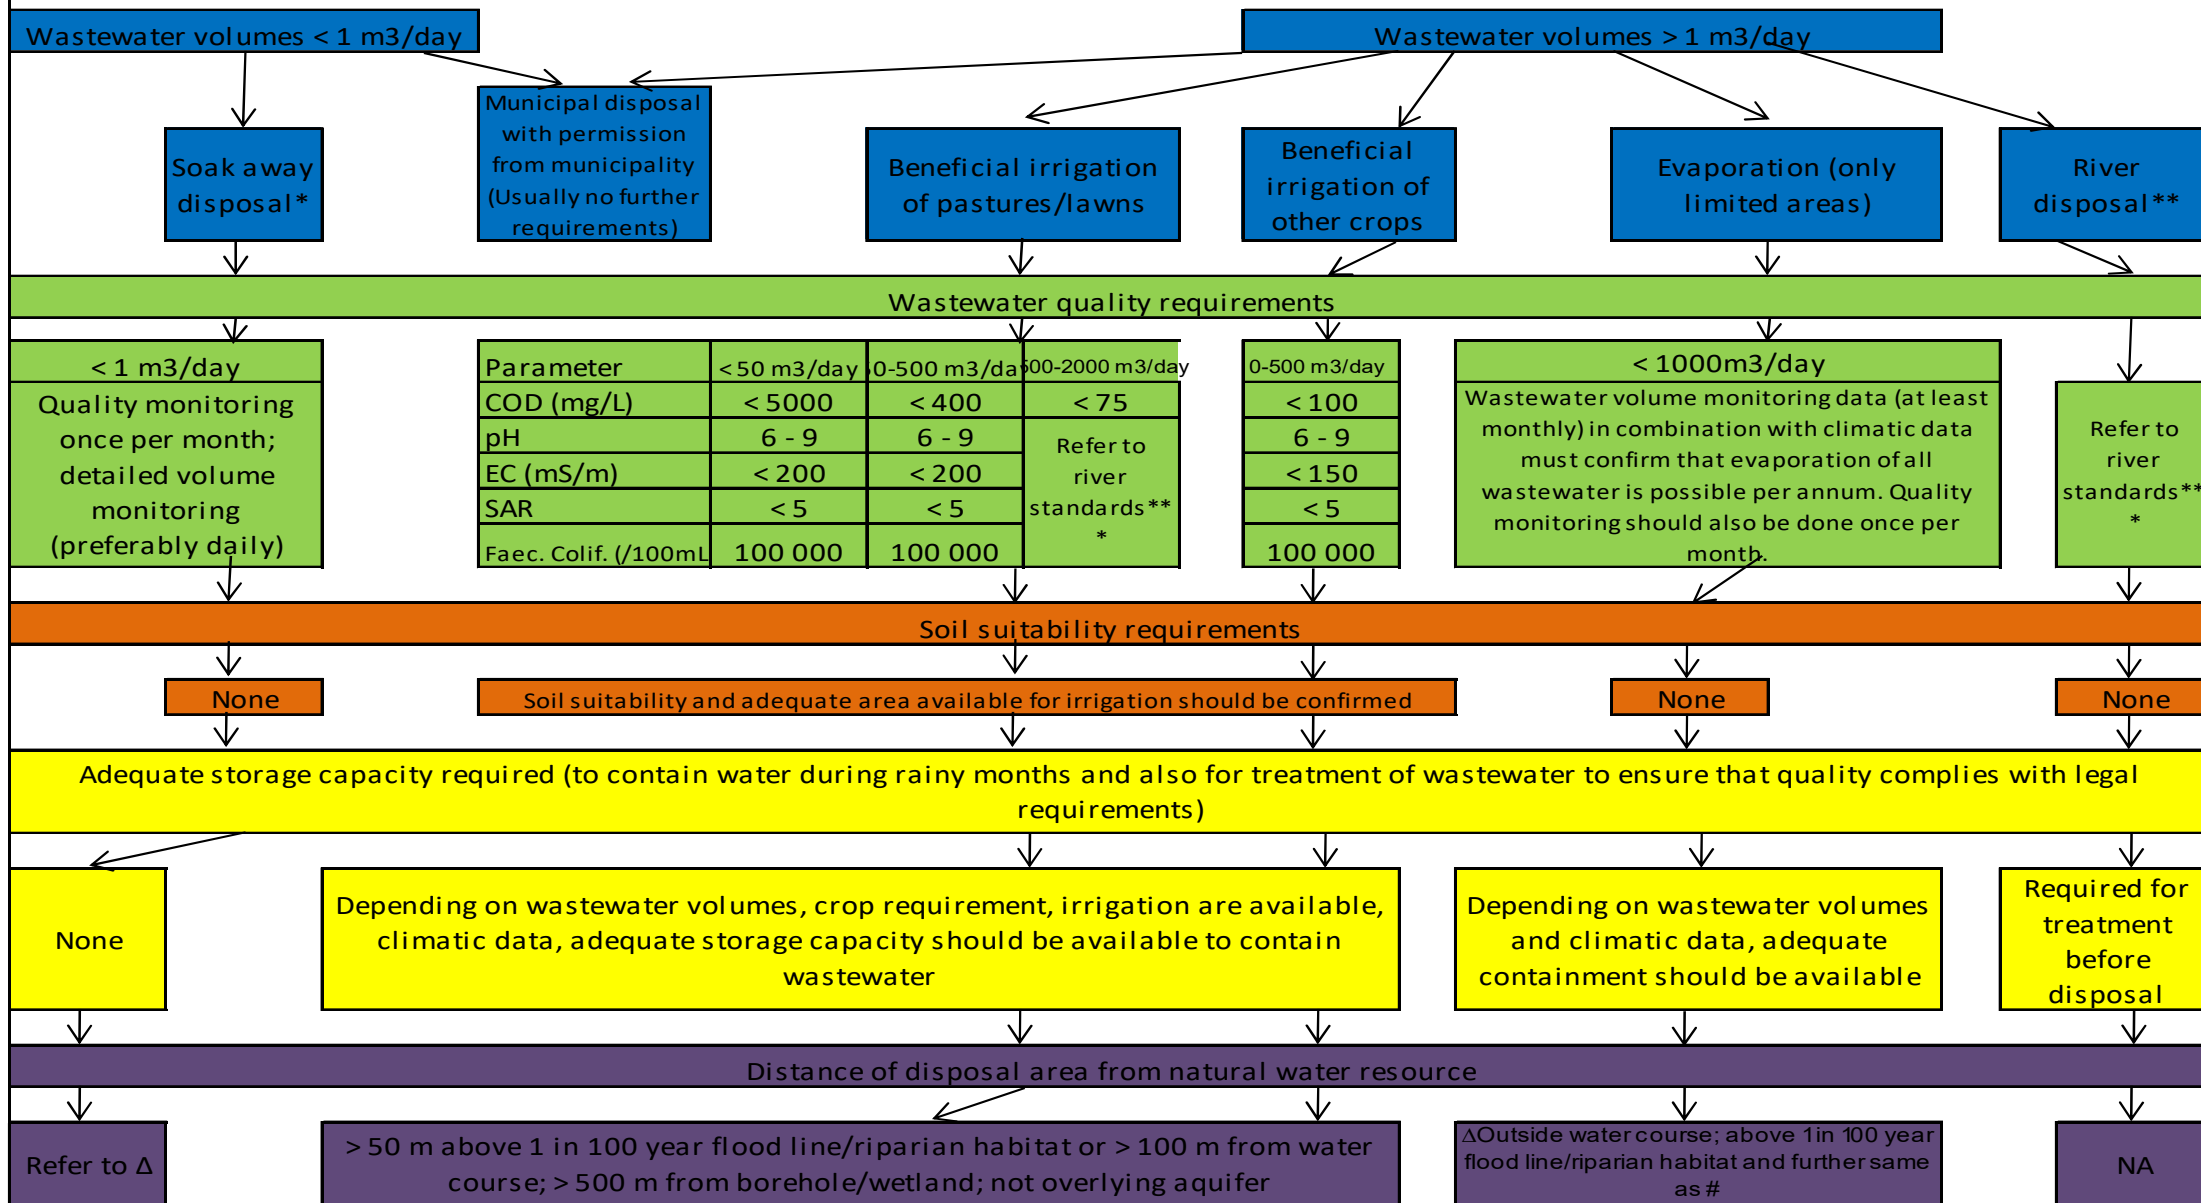 Wastewater volumes < 1 m3/day
Wastewater volumes > 1 m3/day
Soak away
disposal*
Municipal disposal
with permission
from municipality
(Usually no further
requirements)
Beneficial irrigation
of pastures/lawns
Beneficial
irrigation of
other crops
Evaporation (only
limited areas)
River
disposal**
Wastewater quality requirements
< 1 m3/day
Quality monitoring
once per month;
detailed volume
monitoring
(preferably daily)
Parameter < 50 m3/day 0-500 m3/da 500-2000 m3/day
COD (mg/L) < 5000 < 400 < 75
pH 6 - 9 6 - 9
EC (mS/m) < 200 < 200
SAR < 5 < 5
Faec. Colif. (/100mL 100 000 100 000
Refer to
river
standards**
*
0-500 m3/day
< 100
6 - 9
< 150
< 5
100 000
< 1000m3/day
Wastewater volume monitoring data (at least
monthly) in combination with climatic data
must confirm that evaporation of all
wastewater is possible per annum. Quality
monitoring should also be done once per
month.
Refer to
river
standards**
*
Soil suitability requirements
None
Soil suitability and adequate area available for irrigation should be confirmed
None
None
Adequate storage capacity required (to contain water during rainy months and also for treatment of wastewater to ensure that quality complies with legal
requirements)
None
Depending on wastewater volumes, crop requirement, irrigation are available,
climatic data, adequate storage capacity should be available to contain
wastewater
Depending on wastewater volumes
and climatic data, adequate
containment should be available
Required for
treatment
before
disposal
Distance of disposal area from natural water resource
Refer to Δ
> 50 m above 1 in 100 year flood line/riparian habitat or > 100 m from water
course; > 500 m from borehole/wetland; not overlying aquifer
ΔOutside water course; above 1in 100 year
flood line/riparian habitat and further same
as #
NA